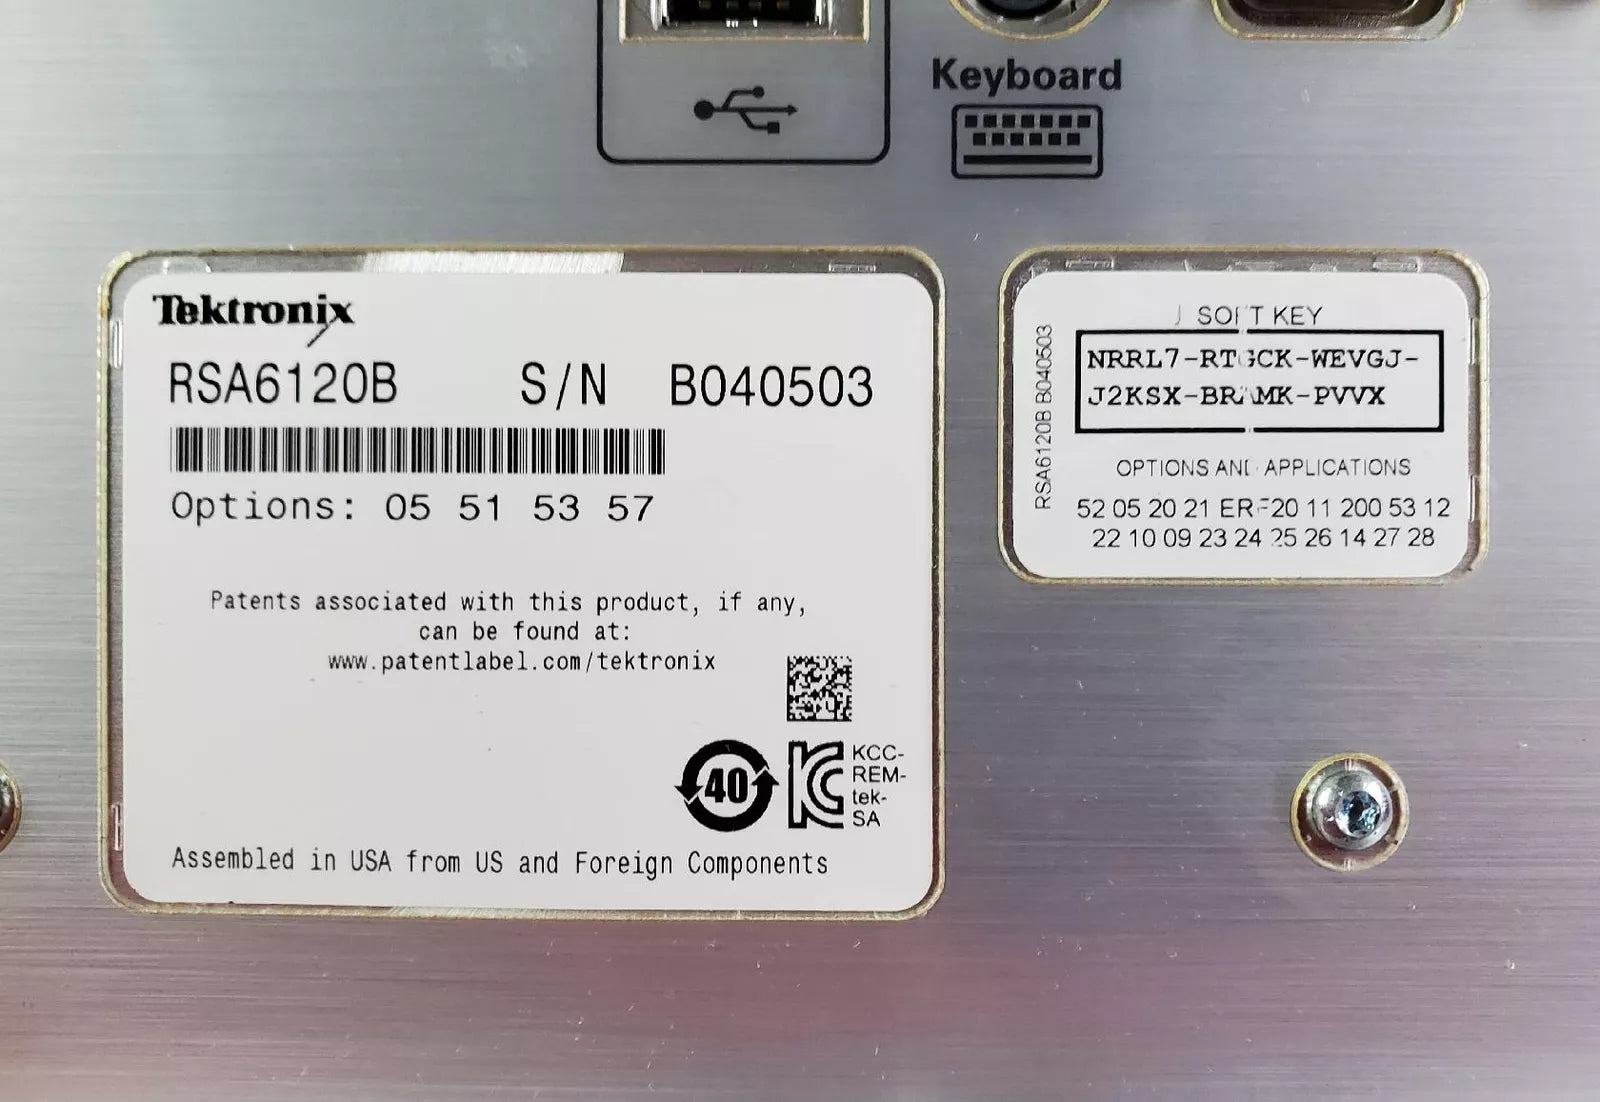 Keyboard
Tektronix
RSA6120B S/N B040503
Options: 05 51 53 57
Patents associated with this product, if any,
can be found at:
www.patentlabel.com/tektronix
40
KCC-
REM-
tek-
SA
Assembled in USA from US and Foreign Components
RSA6120B B040503
SOFT KEY
OPTIONS AND APPLICATIONS
52 05 20 21 20 11 200 53 12
22 10 09 23 24 25 26 14 27 28